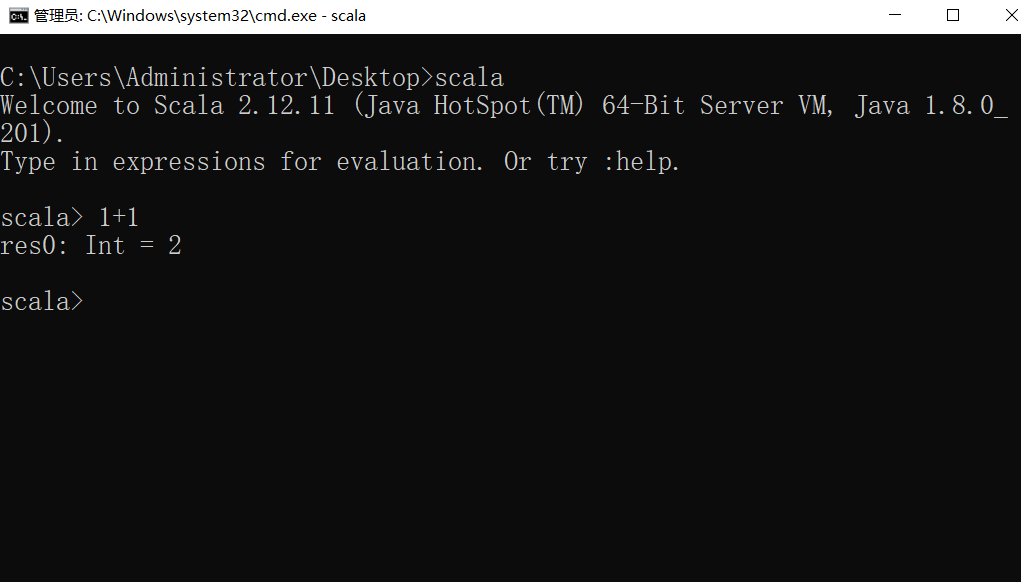 管理员: C:\Windows\system32\cmd.exe - scala
C:\Users\Administrator\Desktop>scala
Welcome to Scala 2.12.11 (Java HotSpot(TM) 64-Bit Server VM, Java 1.8.0_
201).
Type in expressions for evaluation. Or try :help.
scala> 1+1
res0: Int = 2
scala>